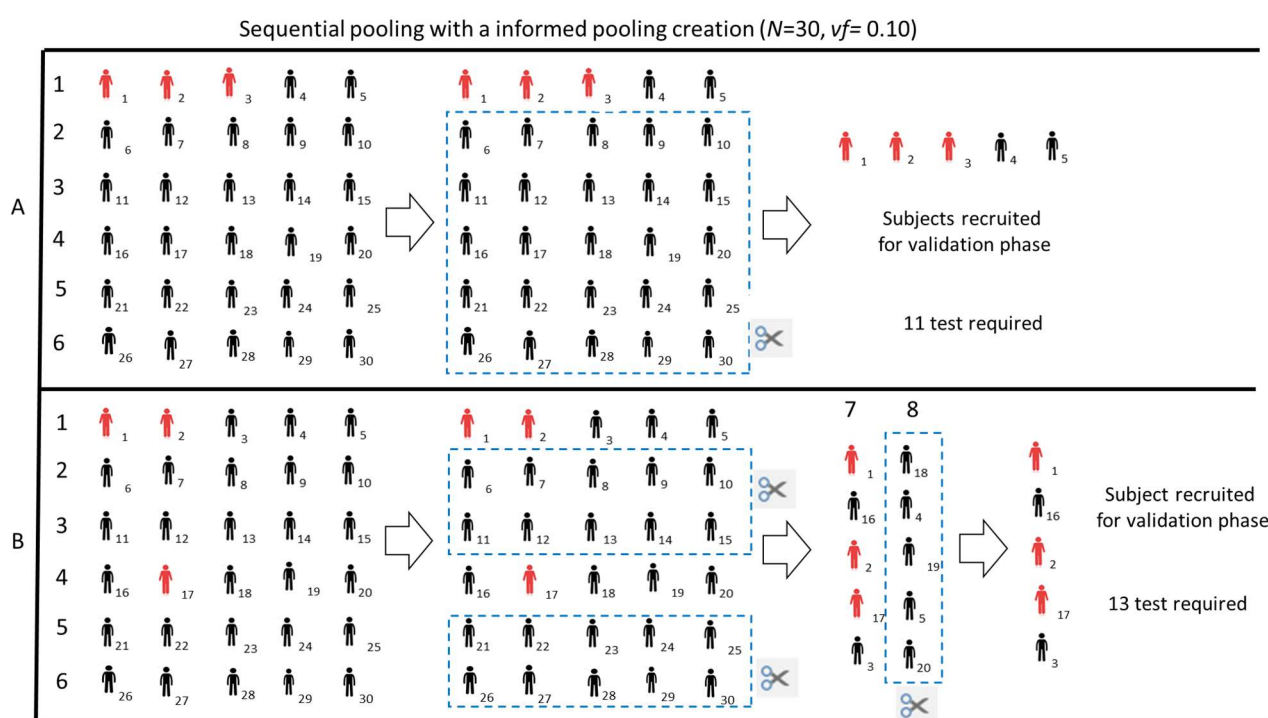 Sequential pooling with a informed pooling creation (N=30, vf= 0.10)
A
1
1 2 3 4 5
1 2 3 4 5
2
6 7 8 9 10
6 7 8 9 10
1 2 3 4 5
3
11 12 13 14 15
11 12 13 14 15
4
16 17 18 19 20
16 17 18 19 20
Subjects recruited
for validation phase
5
21 22 23 24 25
21 22 23 24 25
6
26 27 28 29 30
26 27 28 29 30
11 test required
B
1
1 2 3 4 5
1 2 3 4 5
2
6 7 8 9 10
6 7 8 9 10
3
11 12 13 14 15
11 12 13 14 15
4
16 17 18 19 20
16 17 18 19 20
5
21 22 23 24 25
21 22 23 24 25
6
26 27 28 29 30
26 27 28 29 30
7 8
1 18
16 4
2 19
17 5
3 20
1
16
2
17
3
Subject recruited
for validation phase
13 test required